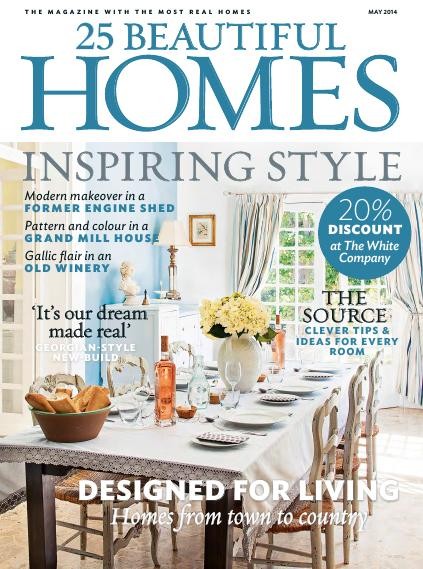 THE MAGAZINE WITH THE MOST REAL HOMES
MAY 2014
25 BEAUTIFUL
HOMES
INSPIRING STYLE
Modern makeover in a
FORMER ENGINE SHED
Pattern and colour in a
GRAND MILL HOUSE
Gallic flair in an
OLD WINERY
20%
DISCOUNT
at The White
Company
'It's our dream
made real'
GEORGIAN-STYLE
NEW-BUILD
THE
SOURCE
CLEVER TIPS &
IDEAS FOR EVERY
ROOM
DESIGNED FOR LIVING
Homes from town to country